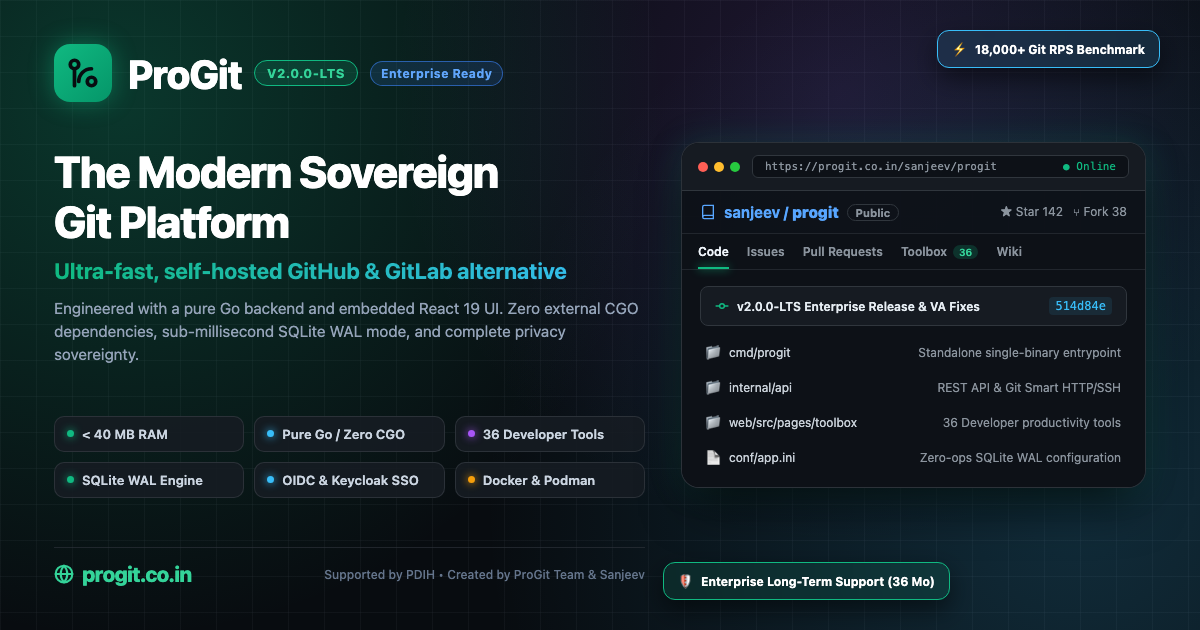 ProGit
V2.0.0-LTS
Enterprise Ready
⚡ 18,000+ Git RPS Benchmark
The Modern Sovereign
Git Platform
Ultra-fast, self-hosted GitHub & GitLab alternative
Engineered with a pure Go backend and embedded React 19 UI. Zero external CGO
dependencies, sub-millisecond SQLite WAL mode, and complete privacy
sovereignty.
< 40 MB RAM
Pure Go / Zero CGO
36 Developer Tools
SQLite WAL Engine
OIDC & Keycloak SSO
Docker & Podman
progit.co.in
Supported by PDIH • Created by ProGit Team & Sanjeev
https://progit.co.in/sanjeev/progit
Online
sanjeev / progit
Public
Star 142
Fork 38
Code
Issues
Pull Requests
Toolbox 36
Wiki
v2.0.0-LTS Enterprise Release & VA Fixes
514d84e
cmd/progit
Standalone single-binary entrypoint
internal/api
REST API & Git Smart HTTP/SSH
web/src/pages/toolbox
36 Developer productivity tools
conf/app.ini
Zero-ops SQLite WAL configuration
Enterprise Long-Term Support (36 Mo)